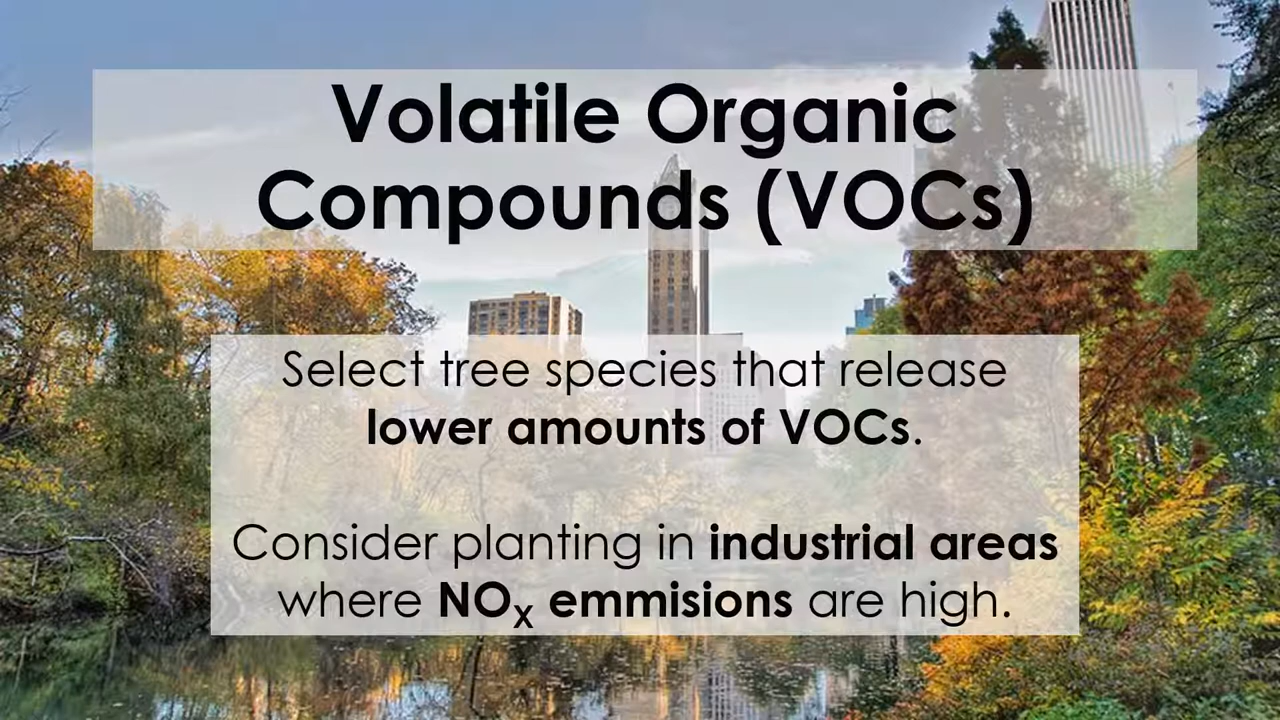 Volatile Organic
Compounds (VOCs)
Select tree species that release
lower amounts of VOCs.
Consider planting in industrial areas
where NOx emmisions are high.